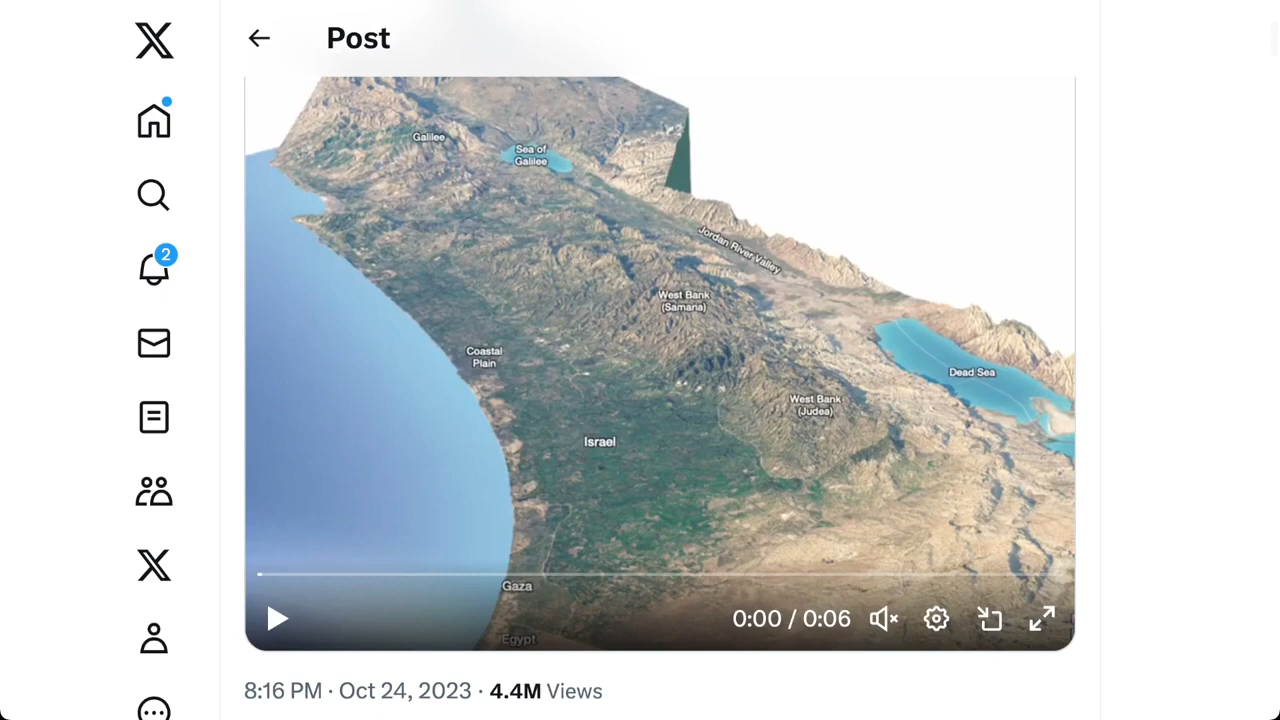 Post
Galilee
Sea of
Galilee
Jordan River Valley
West Bank
(Samaria)
Coastal
Plain
Dead Sea
West Bank
(Judea)
Israel
Gaza
Egypt
0:00 / 0:06
8:16 PM · Oct 24, 2023 · 4.4M Views
2